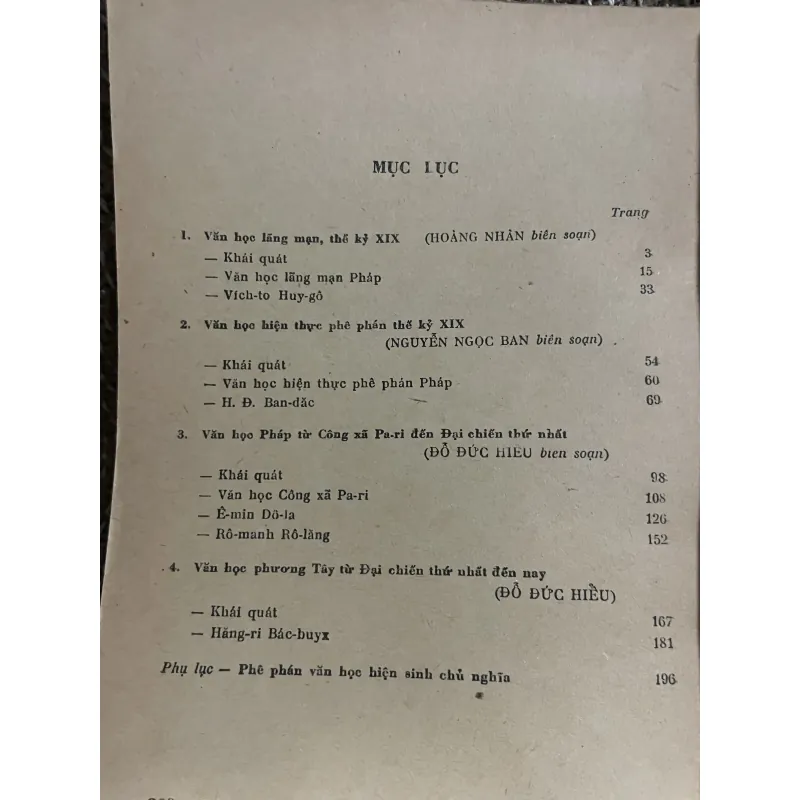 MỤC LỤC
Trang
1. Văn học lãng mạn, thế kỷ XIX (HOÀNG NHÂN biên soạn)
— Khái quát 3
— Văn học lãng mạn Pháp 15
— Vích-to Huy-gô 33
2. Văn học hiện thực phê phán thế kỷ XIX
(NGUYỄN NGỌC BAN biên soạn)
— Khái quát 54
— Văn học hiện thực phê phán Pháp 60
— H. Đ. Ban-dắc 69
3. Văn học Pháp từ Công xã Pa-ri đến Đại chiến thứ nhất
(ĐỖ ĐỨC HIỂU biên soạn)
— Khái quát 98
— Văn học Công xã Pa-ri 108
— Ê-min Dô-la 126
— Rô-manh Rô-lăng 152
4. Văn học phương Tây từ Đại chiến thứ nhất đến nay
(ĐỖ ĐỨC HIỀU)
— Khái quát 167
— Hăng-ri Bác-buyx 181
Phụ lục — Phê phán văn học hiện sinh chủ nghĩa 196